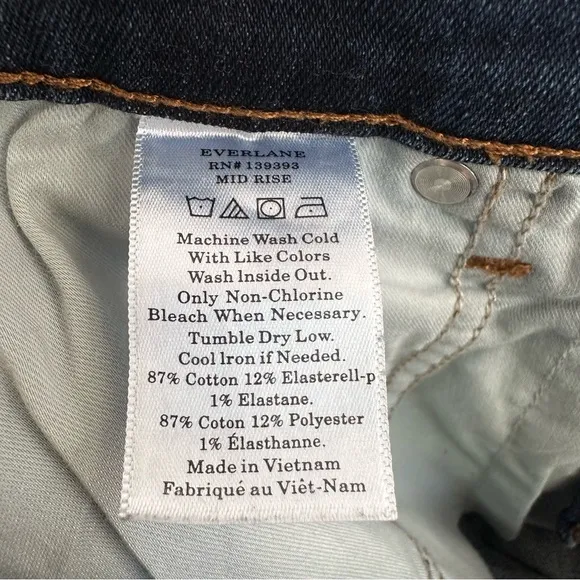 EVERLANE
RN# 139393
MID RISE
Machine Wash Cold
With Like Colors
Wash Inside Out.
Only Non-Chlorine
Bleach When Necessary.
Tumble Dry Low.
Cool Iron if Needed.
87% Cotton 12% Elasterell-p
1% Elastane.
87% Coton 12% Polyester
1% Élasthanne.
Made in Vietnam
Fabriqué au Viêt-Nam